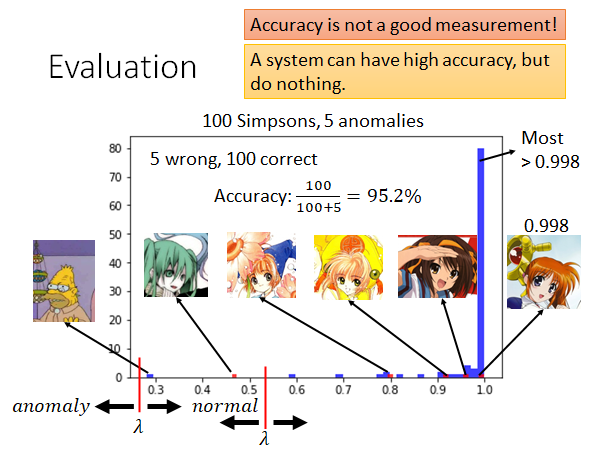 Accuracy is not a good measurement!
A system can have high accuracy, but
do nothing.
Evaluation
100 Simpsons, 5 anomalies
5 wrong, 100 correct
Accuracy: 100/(100+5) = 95.2%
Most
> 0.998
0.998
80
70
60
50
40
30
20
10
0
0.3 0.4 0.5 0.6 0.7 0.8 0.9 1.0
anomaly
normal
λ
λ